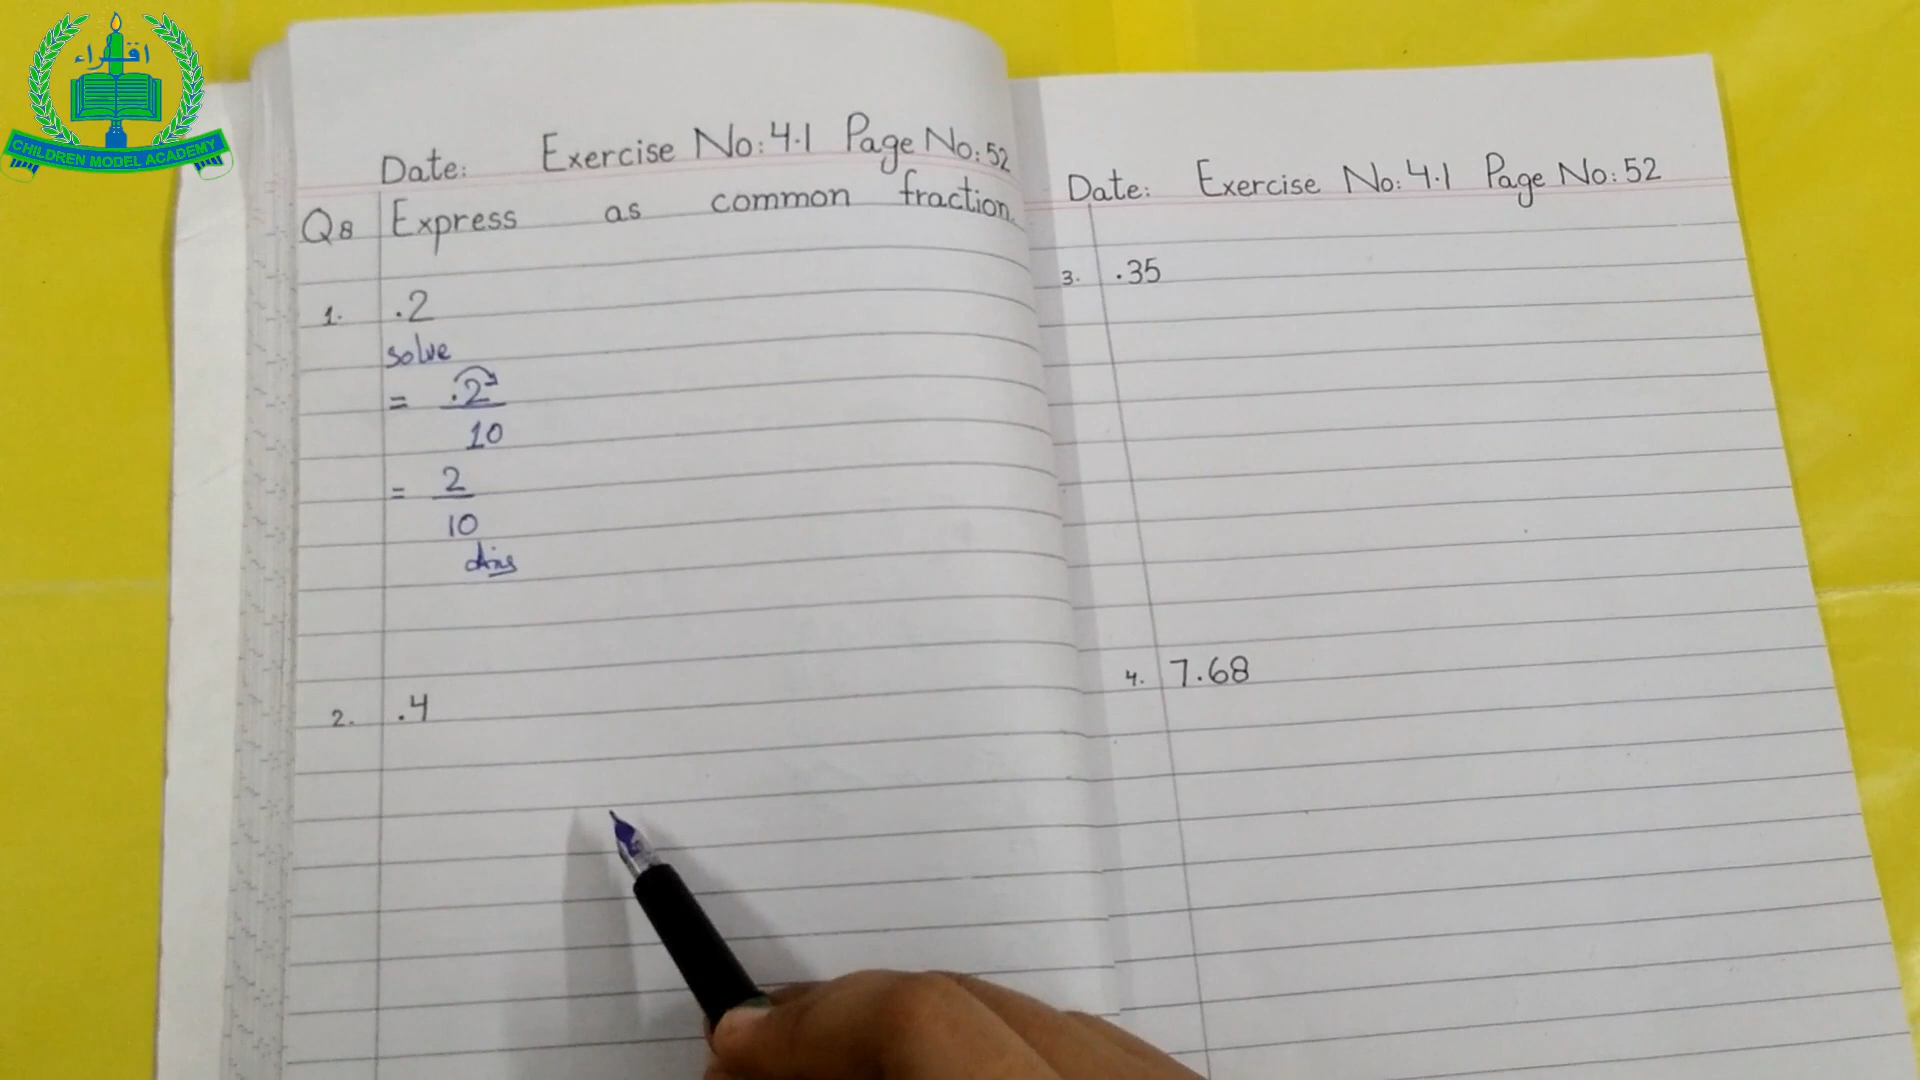 اقراء
CHILDREN MODEL ACADEMY
Date: Exercise No: 4.1 Page No: 52
Q8 Express as common fraction.
1. .2
solve
= .2
10
= 2
10
Ans
2. .4
Date: Exercise No: 4.1 Page No: 52
3. .35
4. 7.68